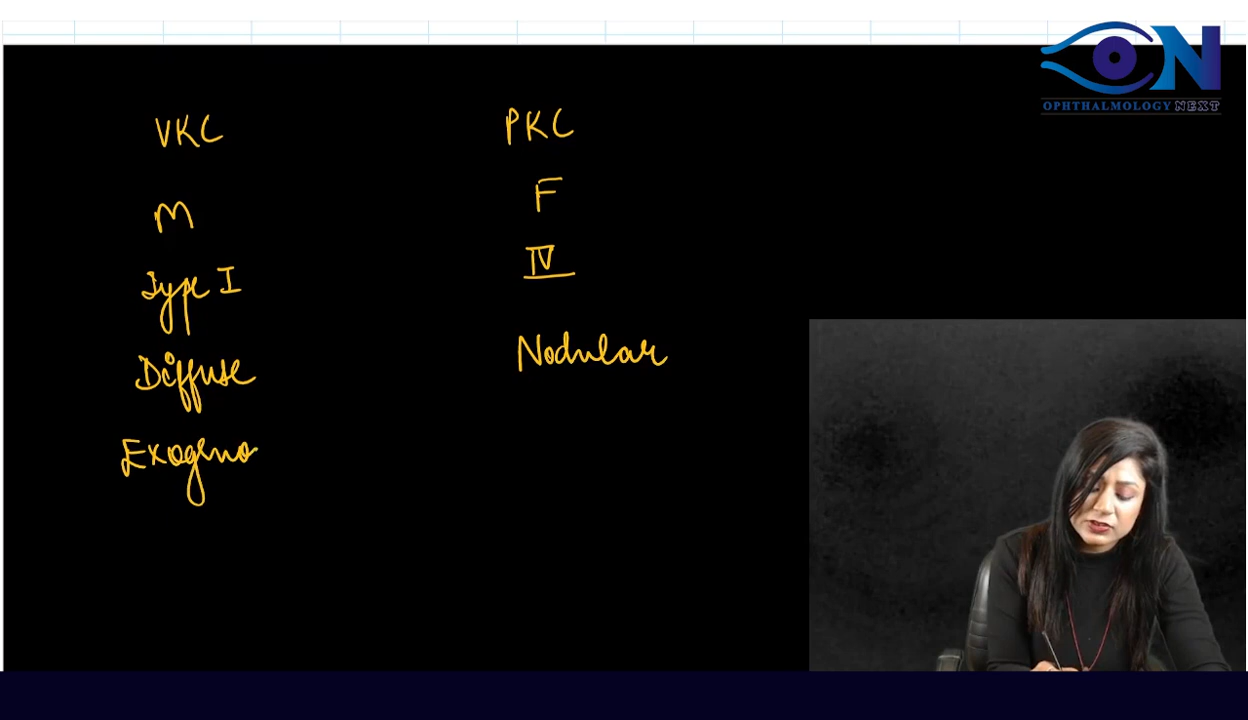 ON
OPHTHALMOLOGY NEXT
VKC PKC
M F
Type I IV
Diffuse Nodular
Exogeno